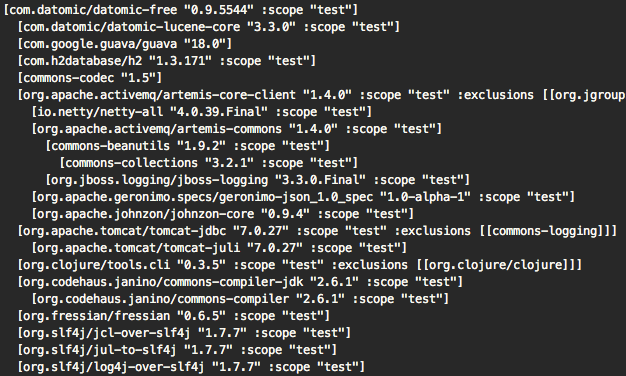 [com.datomic/datomic-free "0.9.5544" :scope "test"]
[com.datomic/datomic-lucene-core "3.3.0" :scope "test"]
[com.google.guava/guava "18.0"]
[com.h2database/h2 "1.3.171" :scope "test"]
[commons-codec "1.5"]
[org.apache.activemq/artemis-core-client "1.4.0" :scope "test" :exclusions [[org.jgroup
[io.netty/netty-all "4.0.39.Final" :scope "test"]
[org.apache.activemq/artemis-commons "1.4.0" :scope "test"]
[commons-beanutils "1.9.2" :scope "test"]
[commons-collections "3.2.1" :scope "test"]
[org.jboss.logging/jboss-logging "3.3.0.Final" :scope "test"]
[org.apache.geronimo.specs/geronimo-json_1.0_spec "1.0-alpha-1" :scope "test"]
[org.apache.johnzon/johnzon-core "0.9.4" :scope "test"]
[org.apache.tomcat/tomcat-jdbc "7.0.27" :scope "test" :exclusions [[commons-logging]]]
[org.apache.tomcat/tomcat-juli "7.0.27" :scope "test"]
[org.clojure/tools.cli "0.3.5" :scope "test" :exclusions [[org.clojure/clojure]]]
[org.codehaus.janino/commons-compiler-jdk "2.6.1" :scope "test"]
[org.codehaus.janino/commons-compiler "2.6.1" :scope "test"]
[org.fressian/fressian "0.6.5" :scope "test"]
[org.slf4j/jcl-over-slf4j "1.7.7" :scope "test"]
[org.slf4j/jul-to-slf4j "1.7.7" :scope "test"]
[org.slf4j/log4j-over-slf4j "1.7.7" :scope "test"]